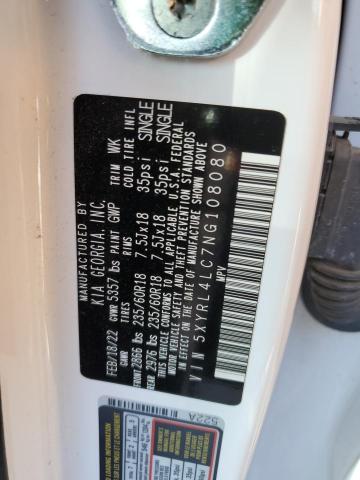 MANUFACTURED BY
KIA GEORGIA, INC.
FEB/18/22 GVWR 5357 lbs PAINT GWP TRIM WK
GAWR TIRES RIMS COLD TIRE INFL
FRONT 2866 lbs 235/60R18 7.5Jx18 35psi SINGLE
REAR 2976 lbs 235/60R18 7.5Jx18 35psi SINGLE
THIS VEHICLE CONFORMS TO ALL APPLICABLE U.S.A. FEDERAL
MOTOR VEHICLE SAFETY AND THEFT PREVENTION STANDARDS
IN EFFECT ON THE DATE OF MANUFACTURE SHOWN ABOVE
VIN 5XYRL4LC7NG108080
MPV
522A
LOADING INFORMATION